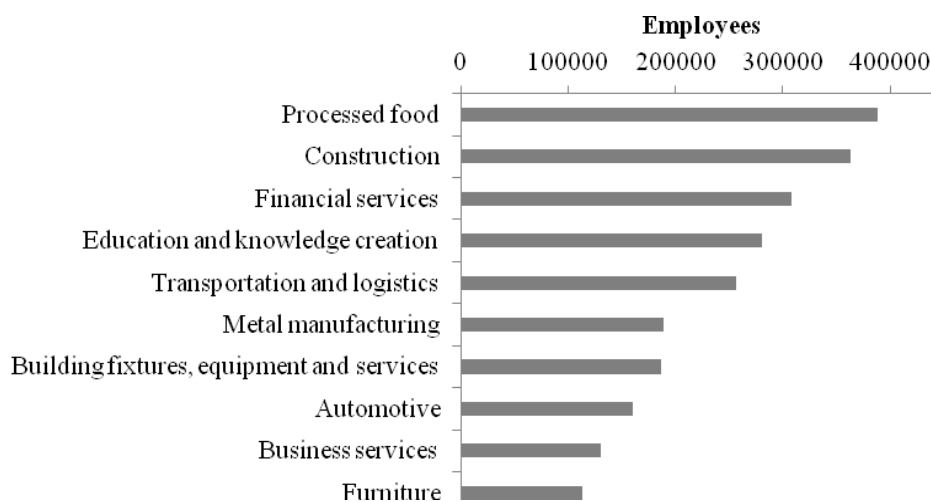 Employees
0 100000 200000 300000 400000
Processed food
Construction
Financial services
Education and knowledge creation
Transportation and logistics
Metal manufacturing
Building fixtures, equipment and services
Automotive
Business services
Furniture